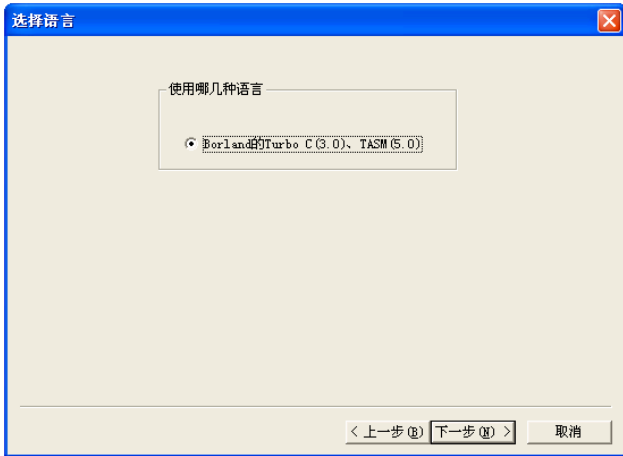 选择语言
使用哪几种语言
Borland的Turbo C(3.0)、TASM(5.0)
< 上一步(B) 下一步(N) > 取消